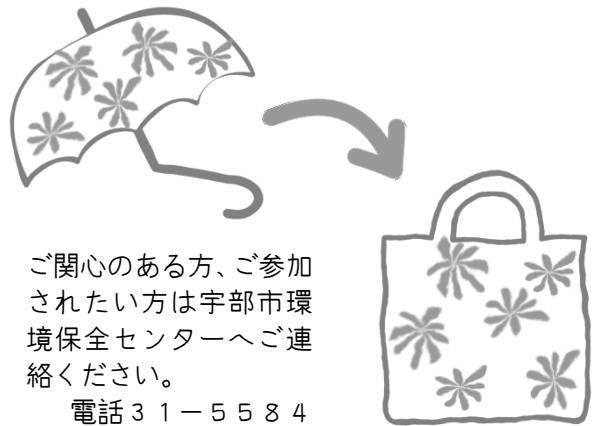 ご関心のある方、ご参加
されたい方は宇部市環
境保全センターへご連
絡ください。
電話３１－５５８４